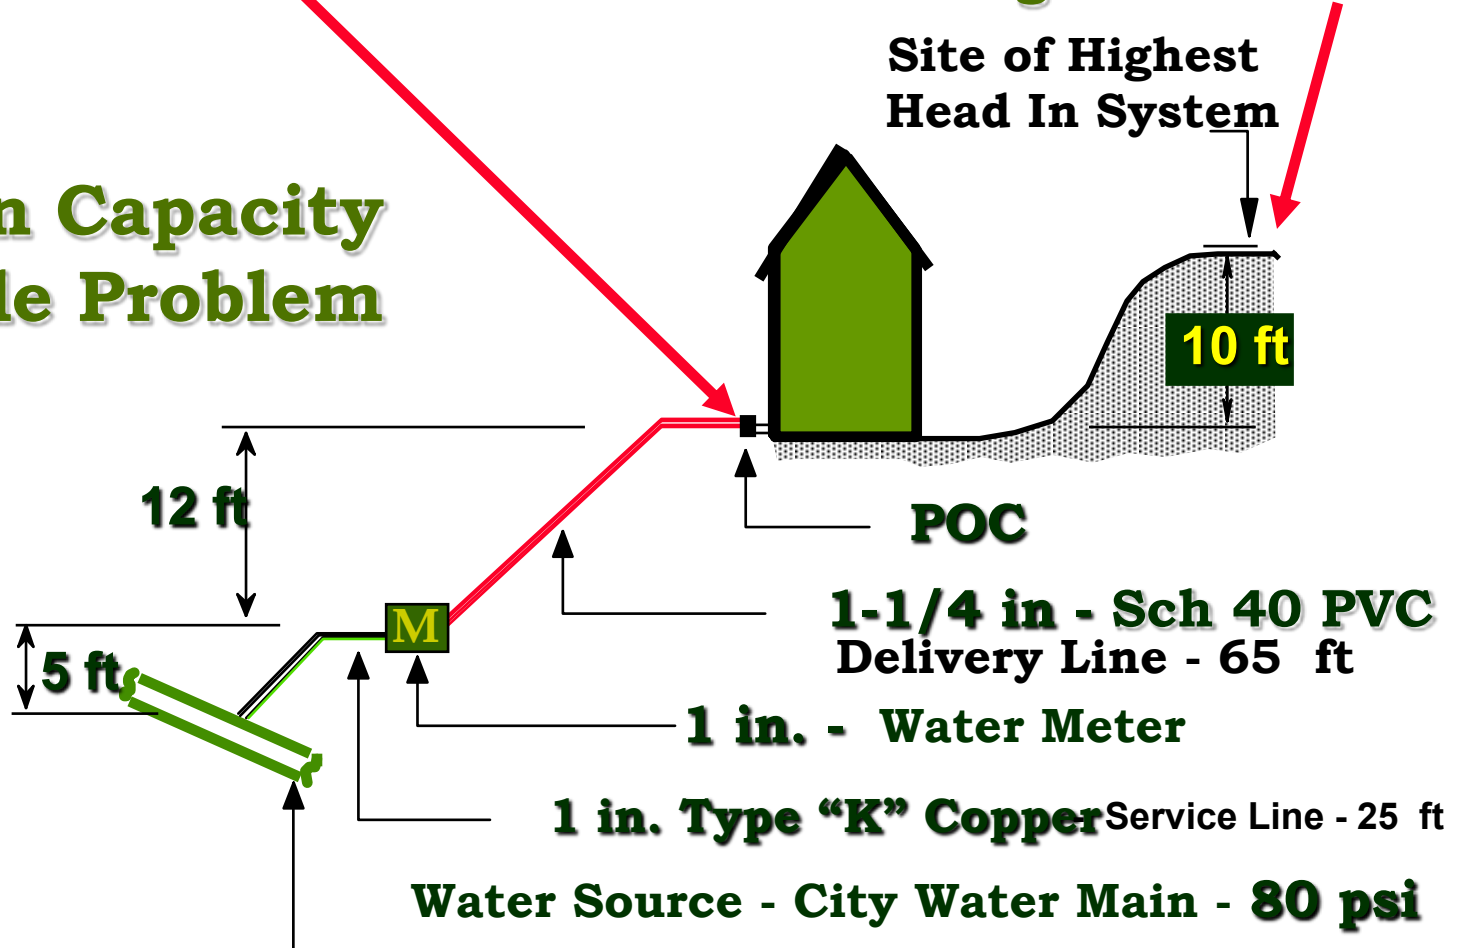 Site of Highest
Head In System
n Capacity
le Problem
10 ft
12 ft
POC
1-1/4 in - Sch 40 PVC
Delivery Line - 65 ft
M
5 ft
1 in. - Water Meter
1 in. Type “K” Copper - Service Line - 25 ft
Water Source - City Water Main - 80 psi